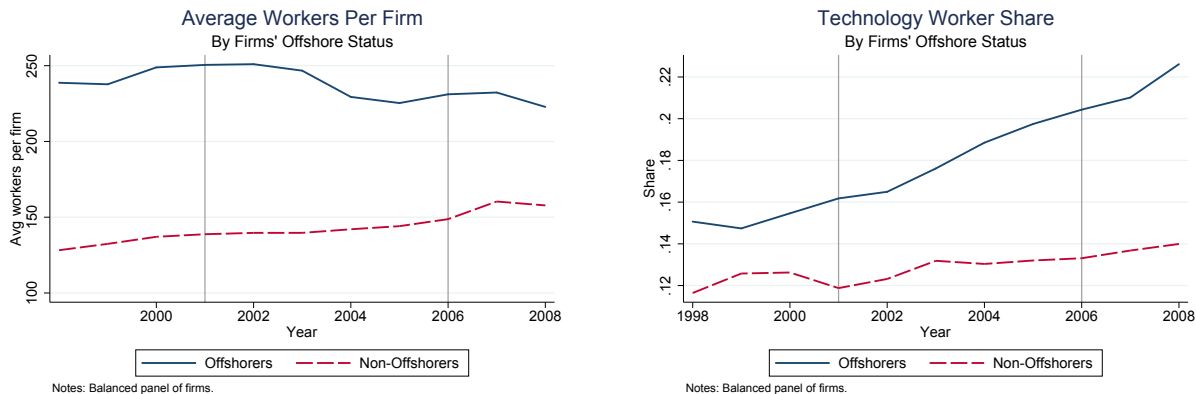 Average Workers Per Firm
By Firms' Offshore Status
Avg workers per firm
250
200
150
100
2000
2002
2004
2006
2008
Year
Offshorers
Non-Offshorers
Notes: Balanced panel of firms.
Technology Worker Share
By Firms' Offshore Status
Share
.22
.2
.18
.16
.14
.12
1998
2000
2002
2004
2006
2008
Year
Offshorers
Non-Offshorers
Notes: Balanced panel of firms.